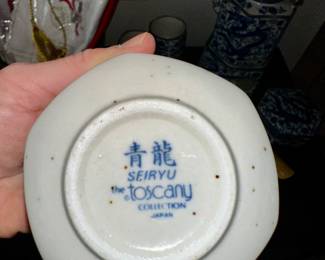 青龍
SEIRYU
the
©toscany
COLLECTION
JAPAN